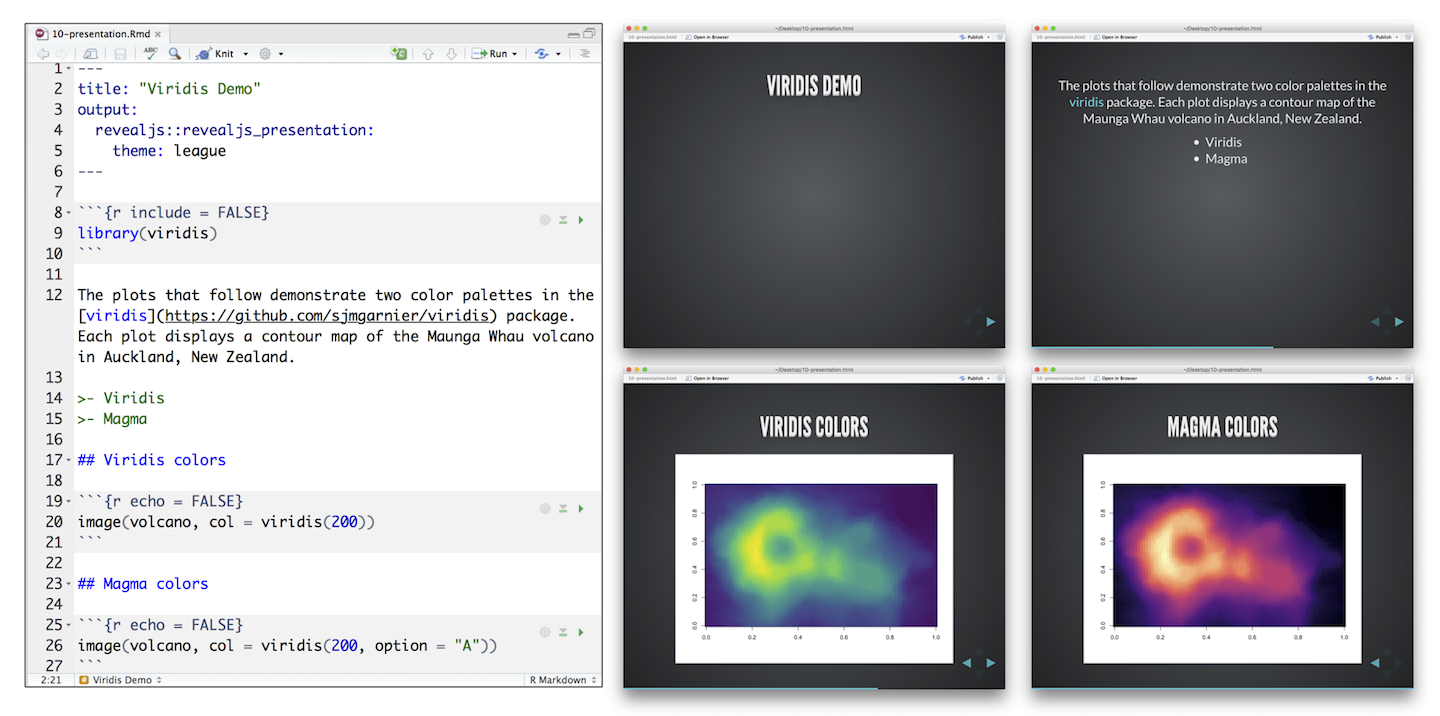 10-presentation.Rmd
ABC
Knit
Run
1 ---
2 title: "Viridis Demo"
3 output:
4   revealjs::revealjs_presentation:
5     theme: league
6 ---
7
8 ```{r include = FALSE}
9 library(viridis)
10 ```
11
12 The plots that follow demonstrate two color palettes in the
[viridis](https://github.com/sjmgarnier/viridis) package.
Each plot displays a contour map of the Maunga Whau volcano
in Auckland, New Zealand.
13
14 >- Viridis
15 >- Magma
16
17 ## Viridis colors
18
19 ```{r echo = FALSE}
20 image(volcano, col = viridis(200))
21 ```
22
23 ## Magma colors
24
25 ```{r echo = FALSE}
26 image(volcano, col = viridis(200, option = "A"))
27 ```
2:21 Viridis Demo R Markdown
~/Desktop/10-presentation.html
10-presentation.html Open in Browser Publish
VIRIDIS DEMO
~/Desktop/10-presentation.html
10-presentation.html Open in Browser Publish
The plots that follow demonstrate two color palettes in the
viridis package. Each plot displays a contour map of the
Maunga Whau volcano in Auckland, New Zealand.
• Viridis
• Magma
~/Desktop/10-presentation.html
10-presentation.html Open in Browser Publish
VIRIDIS COLORS
1.0
0.8
0.6
0.4
0.2
0.0
0.0 0.2 0.4 0.6 0.8 1.0
~/Desktop/10-presentation.html
10-presentation.html Open in Browser Publish
MAGMA COLORS
1.0
0.8
0.6
0.4
0.2
0.0
0.0 0.2 0.4 0.6 0.8 1.0